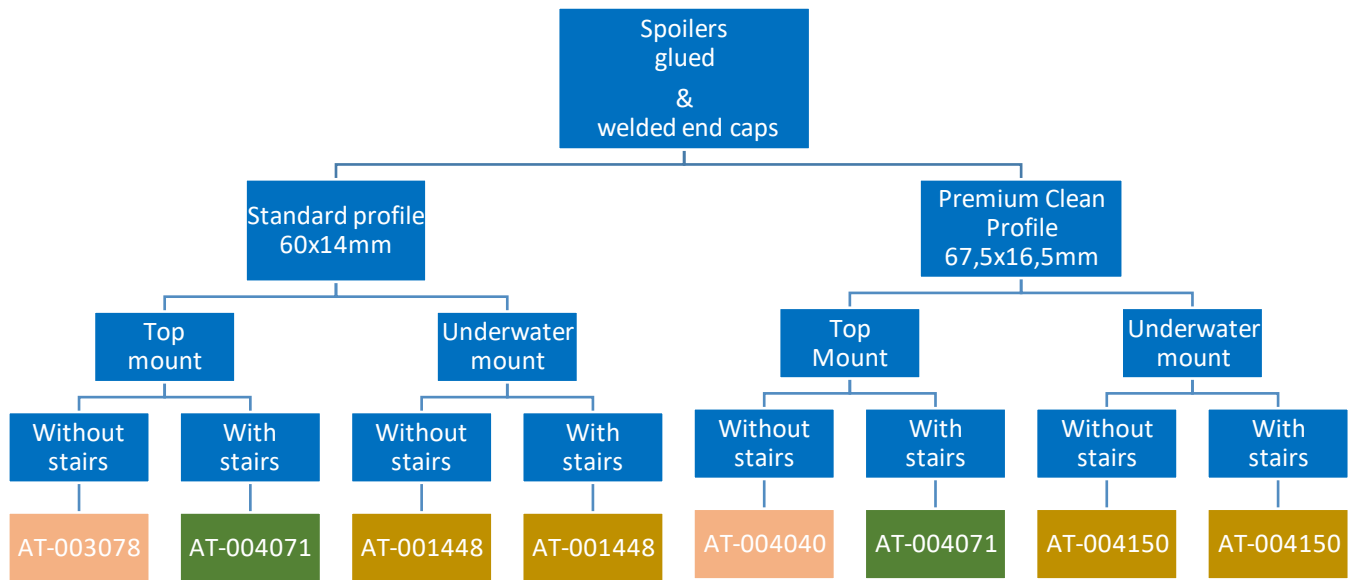 Spoilers
glued
&
welded end caps
Standard profile
60x14mm
Premium Clean
Profile
67,5x16,5mm
Top
mount
Underwater
mount
Top
Mount
Underwater
mount
Without
stairs
With
stairs
Without
stairs
With
stairs
Without
stairs
With
stairs
Without
stairs
With
stairs
AT-003078
AT-004071
AT-001448
AT-001448
AT-004040
AT-004071
AT-004150
AT-004150